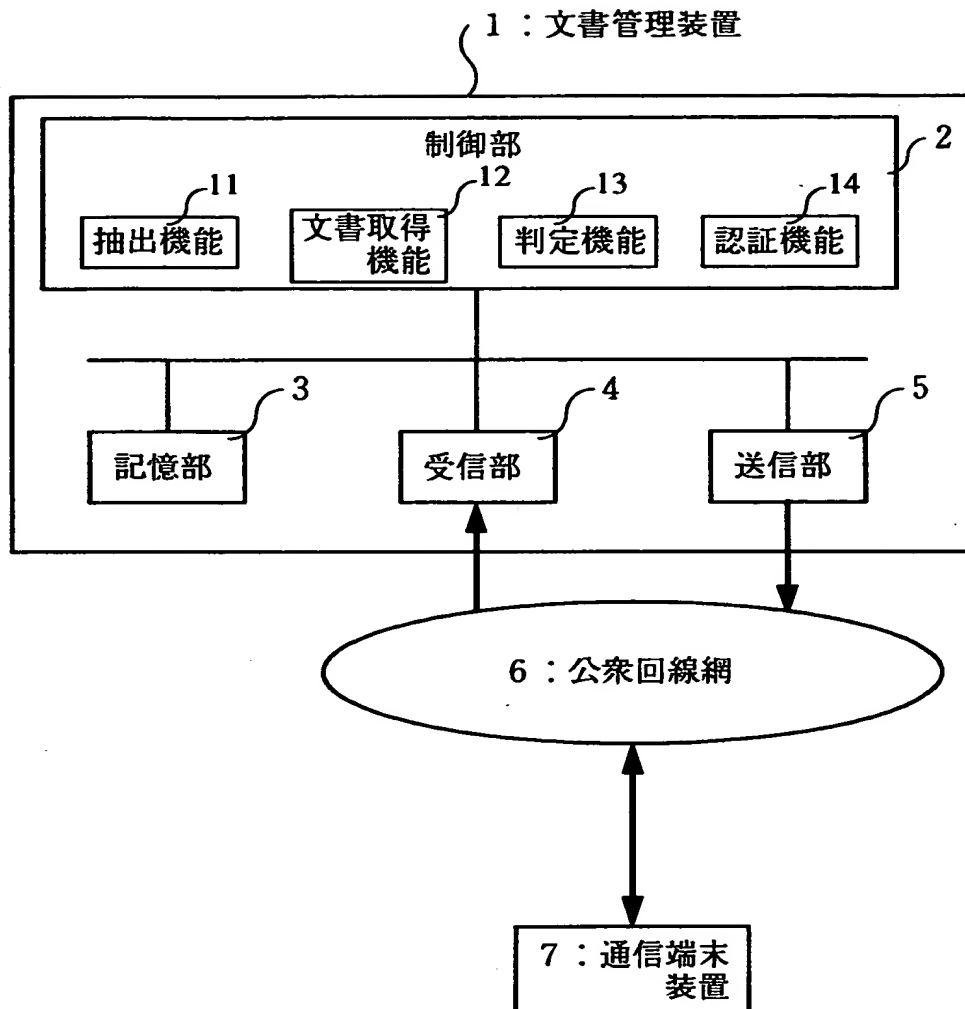 1：文書管理装置
2
制御部
11
12
13
14
抽出機能
文書取得
機能
判定機能
認証機能
3
4
5
記憶部
受信部
送信部
6：公衆回線網
7：通信端末
装置